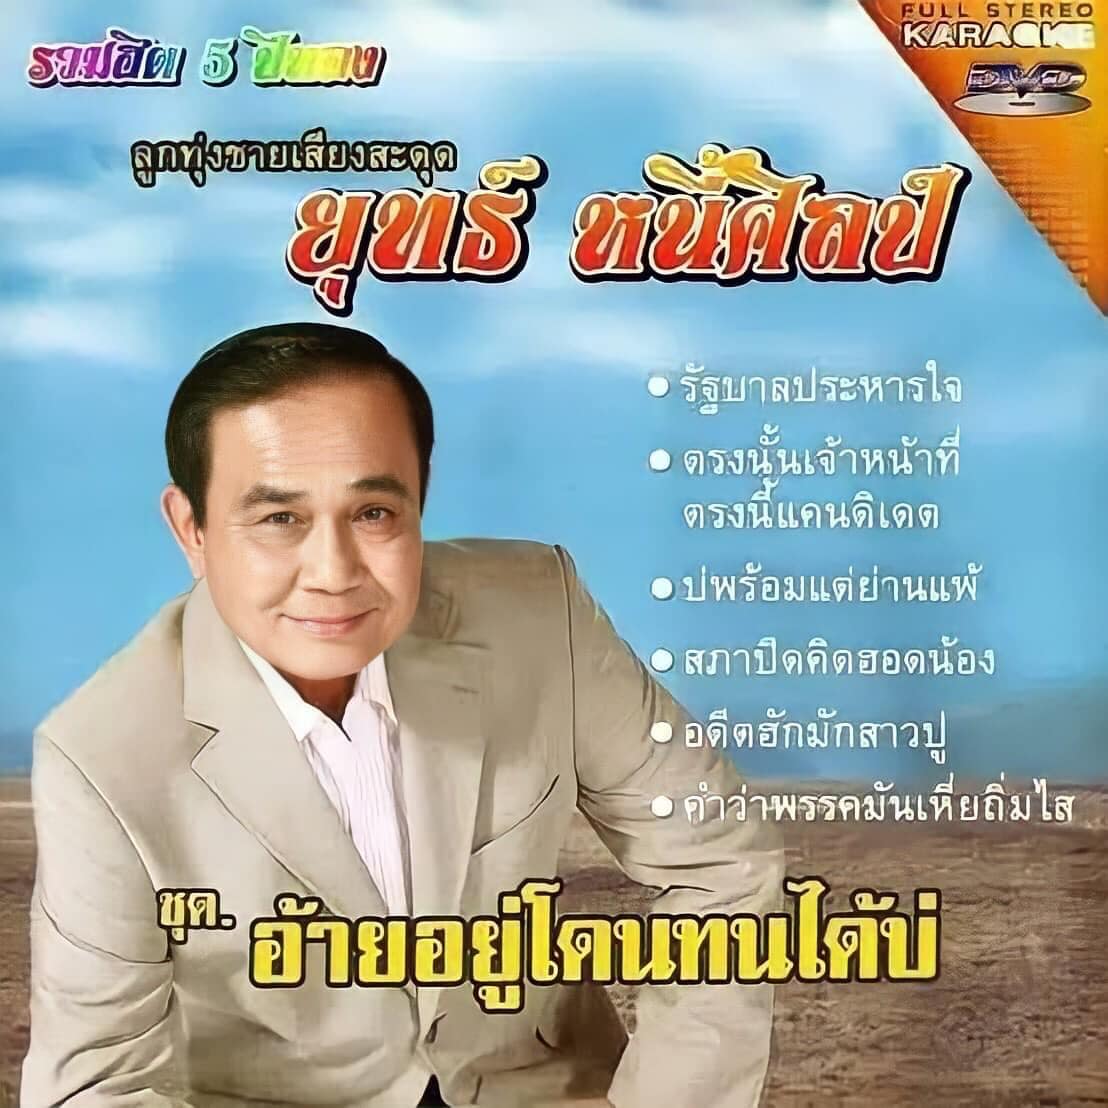 รวมฮิต 5 ปีทอง
FULL STEREO
KARAOKE
DVD
ลูกทุ่งชายเสียงสะดุด
ยุทธ์ หนี้ศิลป์
• รัฐบาลประหารใจ
• ตรงนั้นเจ้าหน้าที่
ตรงนี้แคนดิเดต
• บ่พร้อมแต่ย่านแพ้
• สภาปิดคิดฮอดน้อง
• อดีตฮักมักสาวปู
• คำว่าพรรคมันเหี่ยถิ่มไส
ชุด. อ้ายอยู่โดนทนได้บ่